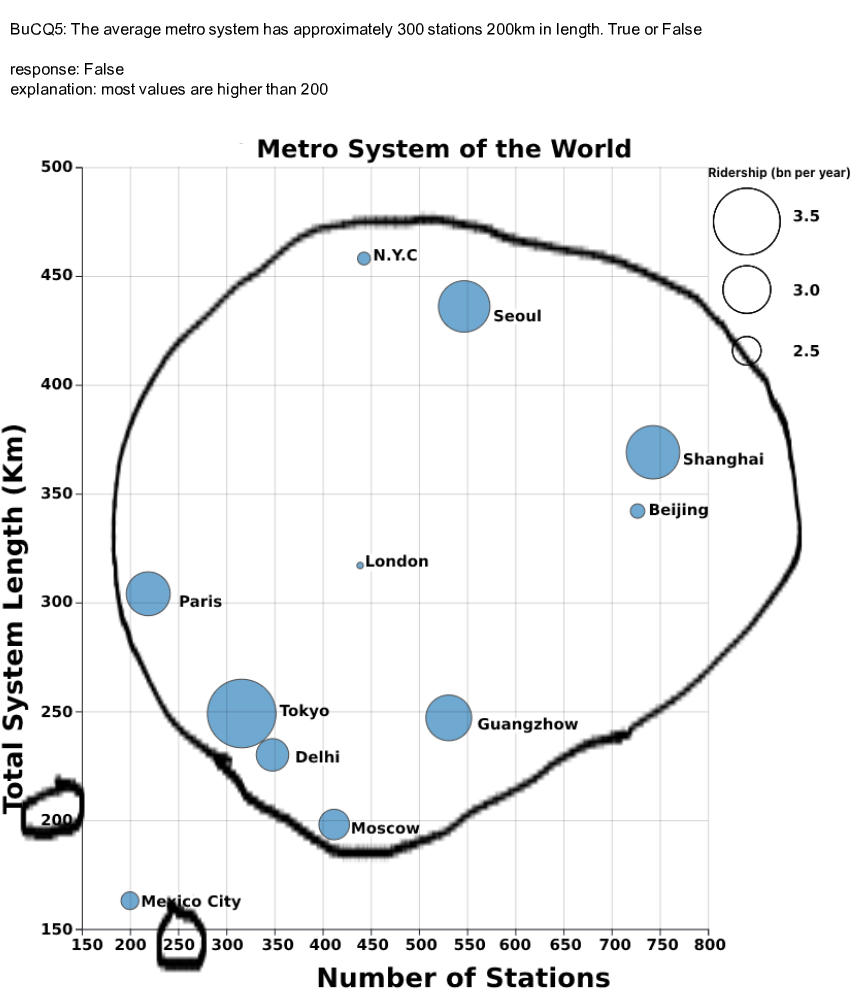 BuCQ5: The average metro system has approximately 300 stations 200km in length. True or False
response: False
explanation: most values are higher than 200
Metro System of the World
Ridership (bn per year)
3.5
3.0
2.5
Total System Length (Km)
500
450
400
350
300
250
200
150
N.Y.C
Seoul
Shanghai
Beijing
London
Paris
Tokyo
Guangzhow
Delhi
Moscow
Mexico City
150 200 250 300 350 400 450 500 550 600 650 700 750 800
Number of Stations